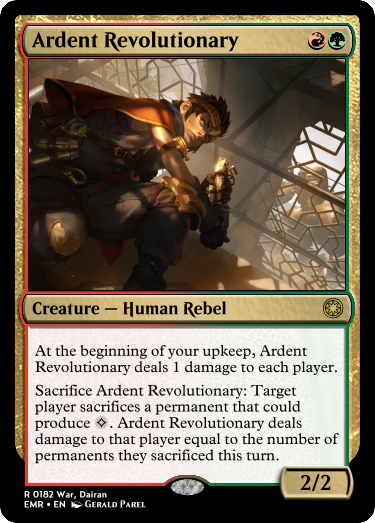 Ardent Revolutionary
Creature — Human Rebel
At the beginning of your upkeep, Ardent
Revolutionary deals 1 damage to each player.
Sacrifice Ardent Revolutionary: Target
player sacrifices a permanent that could
produce . Ardent Revolutionary deals
damage to that player equal to the number of
permanents they sacrificed this turn.
2/2
R 0182 War, Dairan
EMR • EN GERALD PAREL